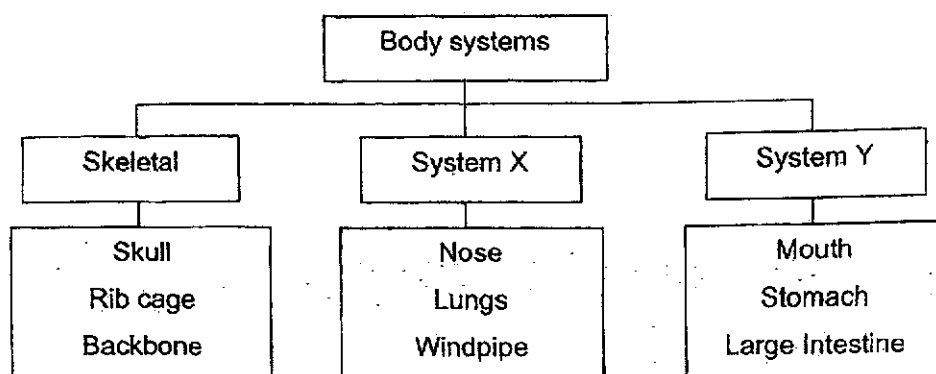 Body systems
Skeletal
System X
System Y
Skull
Rib cage
Backbone
Nose
Lungs
Windpipe
Mouth
Stomach
Large Intestine